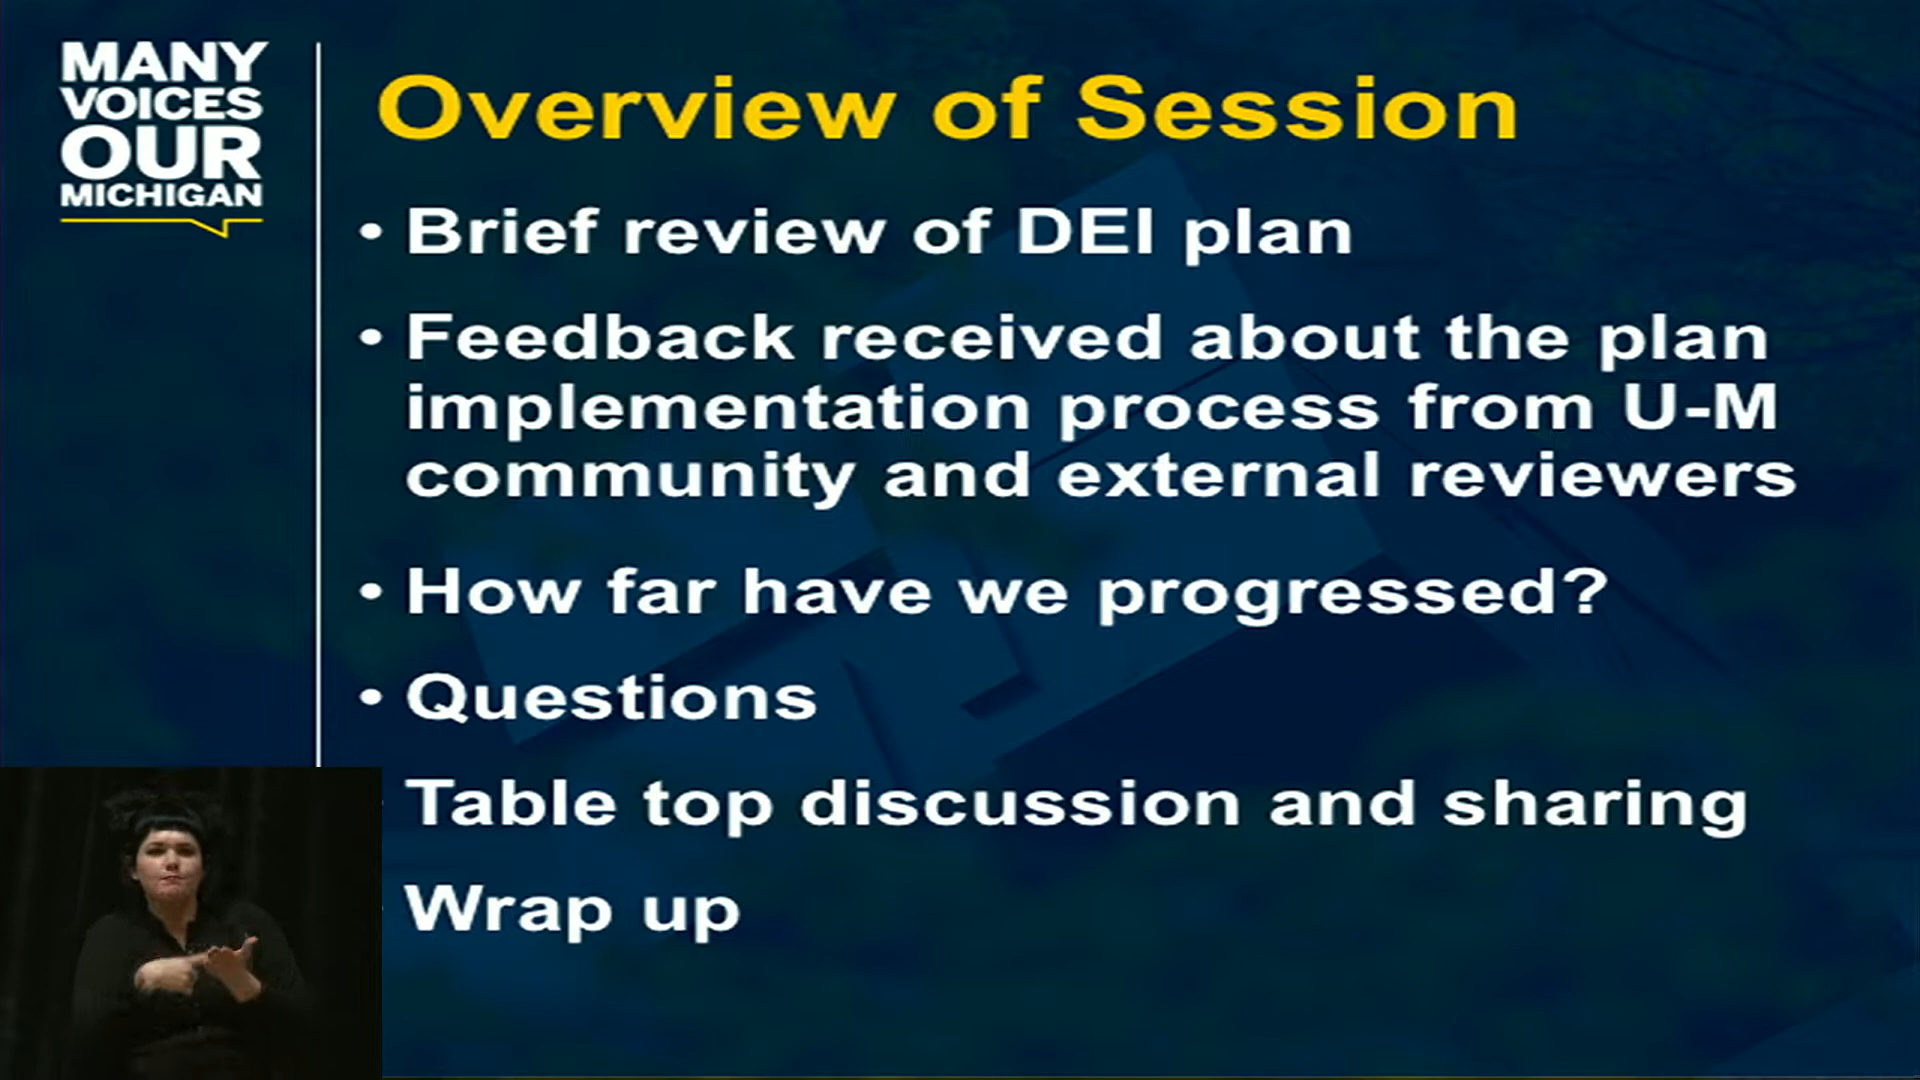 MANY
VOICES
OUR
MICHIGAN
Overview of Session
• Brief review of DEI plan
• Feedback received about the plan
implementation process from U-M
community and external reviewers
• How far have we progressed?
• Questions
Table top discussion and sharing
Wrap up